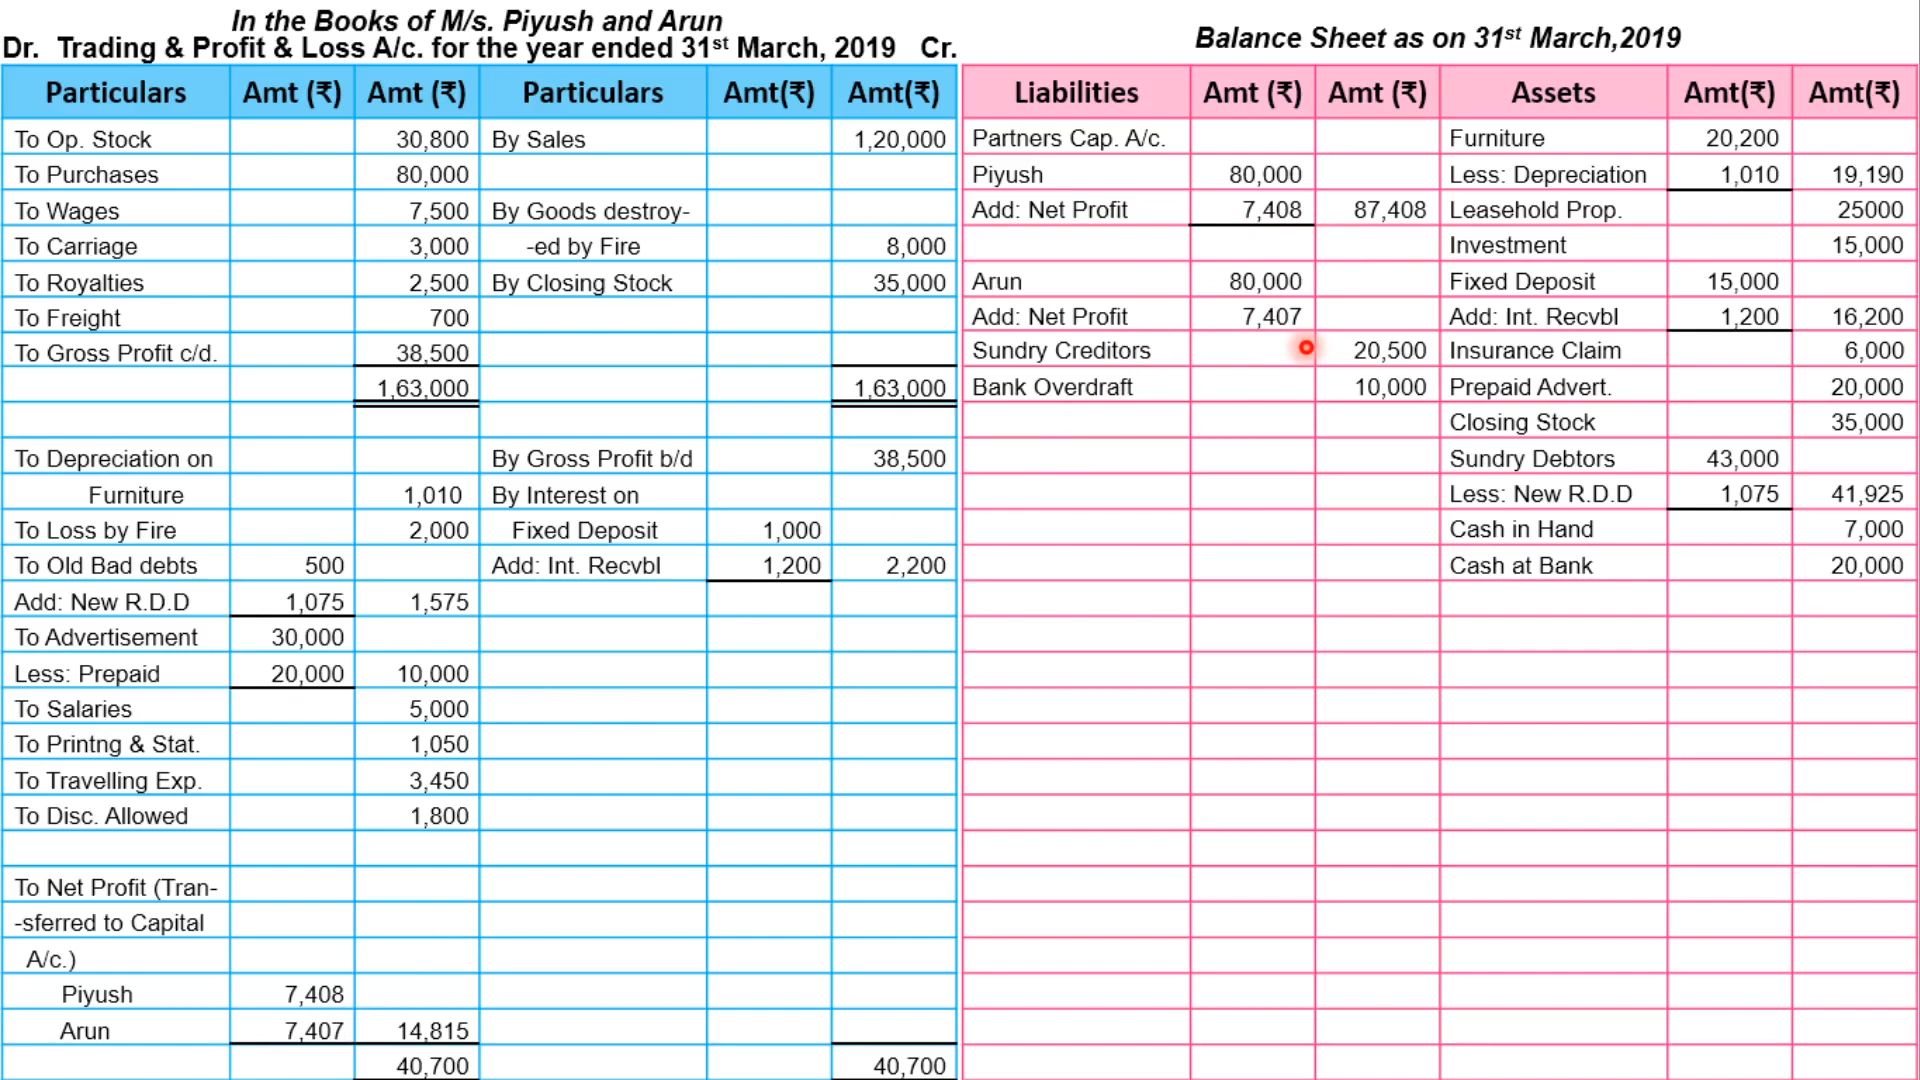 In the Books of M/s. Piyush and Arun
Dr. Trading & Profit & Loss A/c. for the year ended 31st March, 2019 Cr.
Particulars Amt (₹) Amt (₹) Particulars Amt(₹) Amt(₹)
To Op. Stock 30,800 By Sales 1,20,000
To Purchases 80,000
To Wages 7,500 By Goods destroy-
To Carriage 3,000 -ed by Fire 8,000
To Royalties 2,500 By Closing Stock 35,000
To Freight 700
To Gross Profit c/d. 38,500
1,63,000 1,63,000
To Depreciation on By Gross Profit b/d 38,500
Furniture 1,010 By Interest on
To Loss by Fire 2,000 Fixed Deposit 1,000
To Old Bad debts 500 Add: Int. Recvbl 1,200 2,200
Add: New R.D.D 1,075 1,575
To Advertisement 30,000
Less: Prepaid 20,000 10,000
To Salaries 5,000
To Printng & Stat. 1,050
To Travelling Exp. 3,450
To Disc. Allowed 1,800
To Net Profit (Tran-
-sferred to Capital
A/c.)
Piyush 7,408
Arun 7,407 14,815
40,700 40,700
Balance Sheet as on 31st March,2019
Liabilities Amt (₹) Amt (₹) Assets Amt(₹) Amt(₹)
Partners Cap. A/c. Furniture 20,200
Piyush 80,000 Less: Depreciation 1,010 19,190
Add: Net Profit 7,408 87,408 Leasehold Prop. 25000
Investment 15,000
Arun 80,000 Fixed Deposit 15,000
Add: Net Profit 7,407 Add: Int. Recvbl 1,200 16,200
Sundry Creditors 20,500 Insurance Claim 6,000
Bank Overdraft 10,000 Prepaid Advert. 20,000
Closing Stock 35,000
Sundry Debtors 43,000
Less: New R.D.D 1,075 41,925
Cash in Hand 7,000
Cash at Bank 20,000